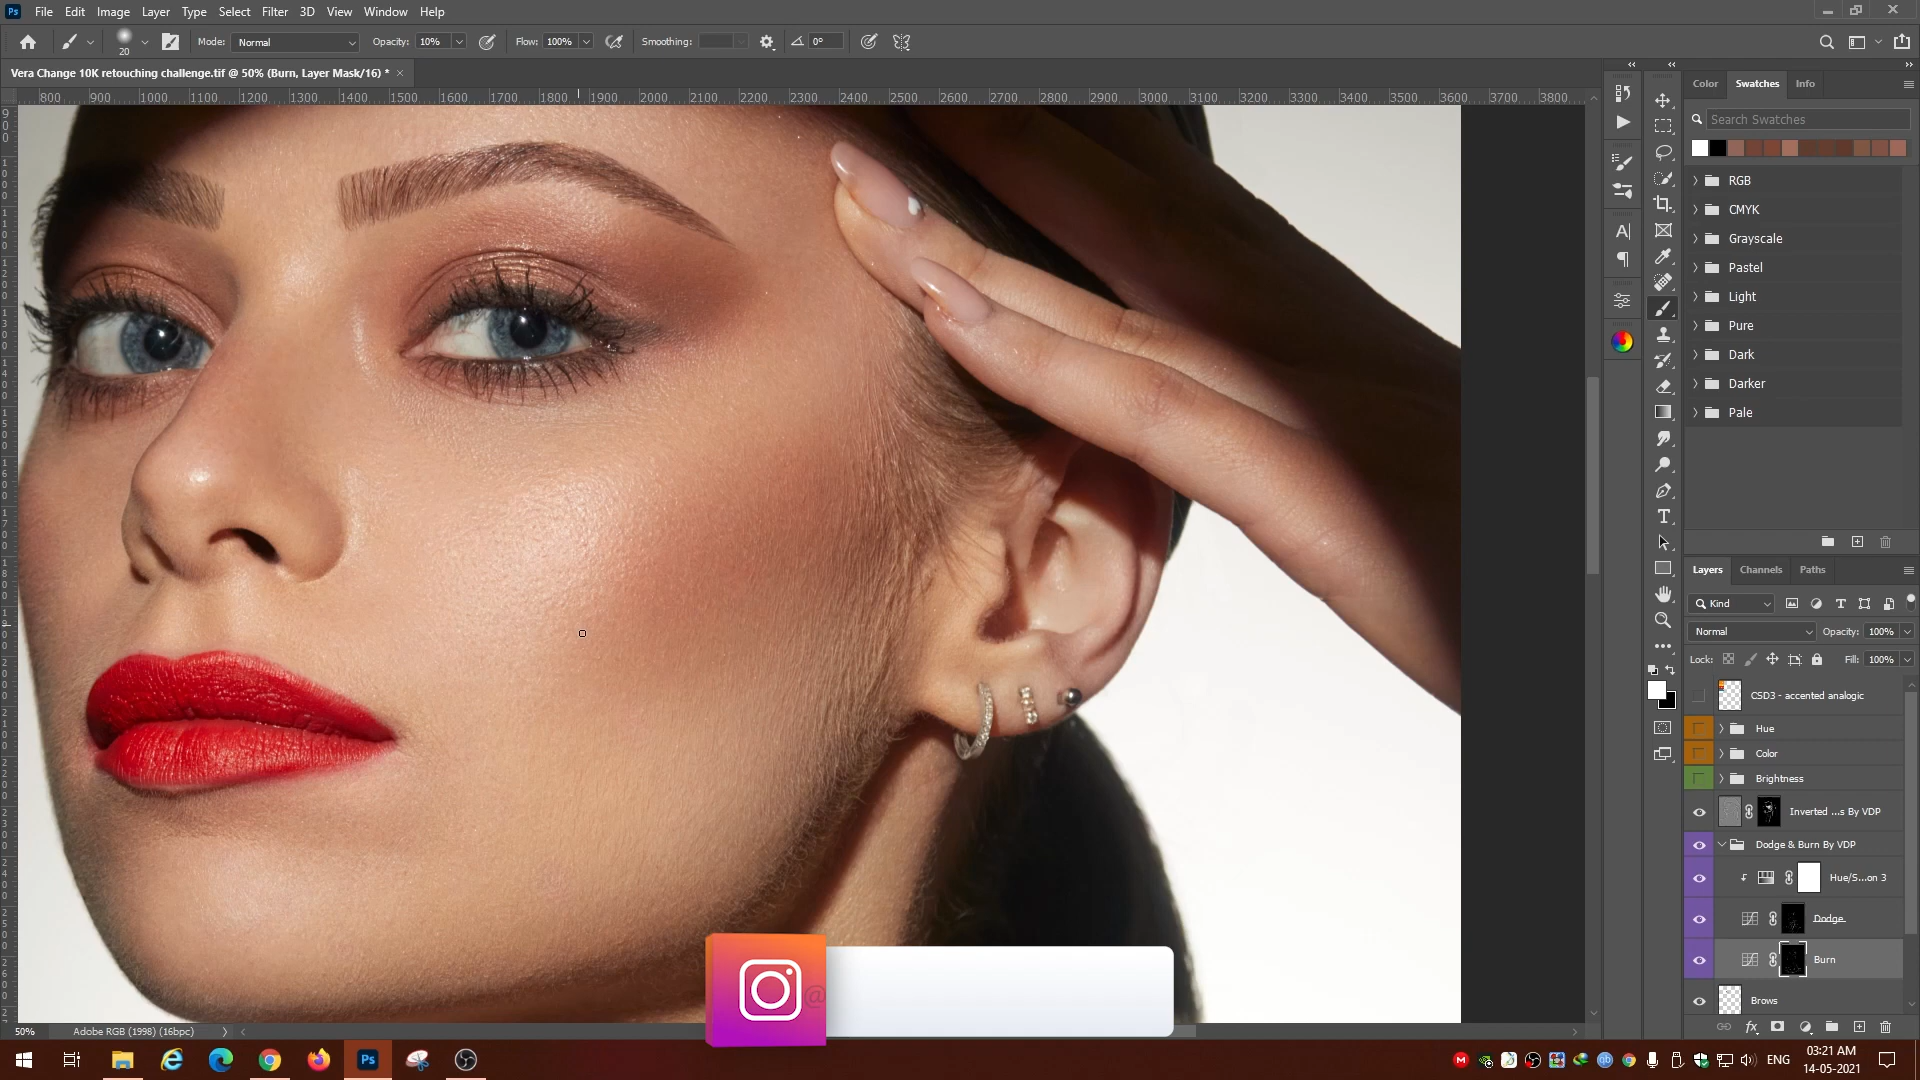 Ps File Edit Image Layer Type Select Filter 3D View Window Help
20 Mode: Normal Opacity: 10% Flow: 100% Smoothing: 0°
Vera Change 10K retouching challenge.tif @ 50% (Burn, Layer Mask/16) * ×
800 900 1000 1100 1200 1300 1400 1500 1600 1700 1800 1900 2000 2100 2200 2300 2400 2500 2600 2700 2800 2900 3000 3100 3200 3300 3400 3500 3600 3700 3800
Color Swatches Info
Search Swatches
RGB
CMYK
Grayscale
Pastel
Light
Pure
Dark
Darker
Pale
Layers Channels Paths
Kind
Normal Opacity: 100%
Lock: Fill: 100%
CSD3 - accented analogic
Hue
Color
Brightness
Inverted ...s By VDP
Dodge & Burn By VDP
Hue/S...on 3
Dodge
Burn
Brows
@
50% Adobe RGB (1998) (16bpc)
Ps
ENG
03:21 AM
14-05-2021